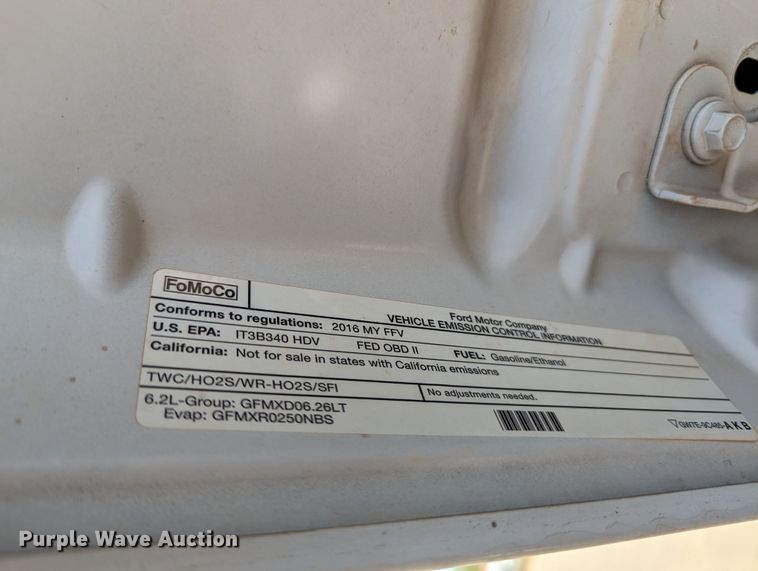 FoMoCo
Ford Motor Company
VEHICLE EMISSION CONTROL INFORMATION
Conforms to regulations: 2016 MY FFV
U.S. EPA: IT3B340 HDV FED OBD II FUEL: Gasoline/Ethanol
California: Not for sale in states with California emissions
TWC/HO2S/WR-HO2S/SFI No adjustments needed.
6.2L-Group: GFMXD06.26LT
Evap: GFMXR0250NBS
AKB
Purple Wave Auction